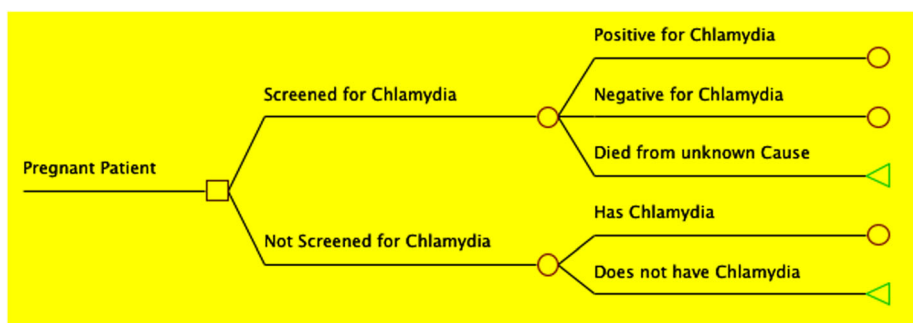 Positive for Chlamydia
Screened for Chlamydia
Negative for Chlamydia
Died from unknown Cause
Pregnant Patient
Has Chlamydia
Not Screened for Chlamydia
Does not have Chlamydia